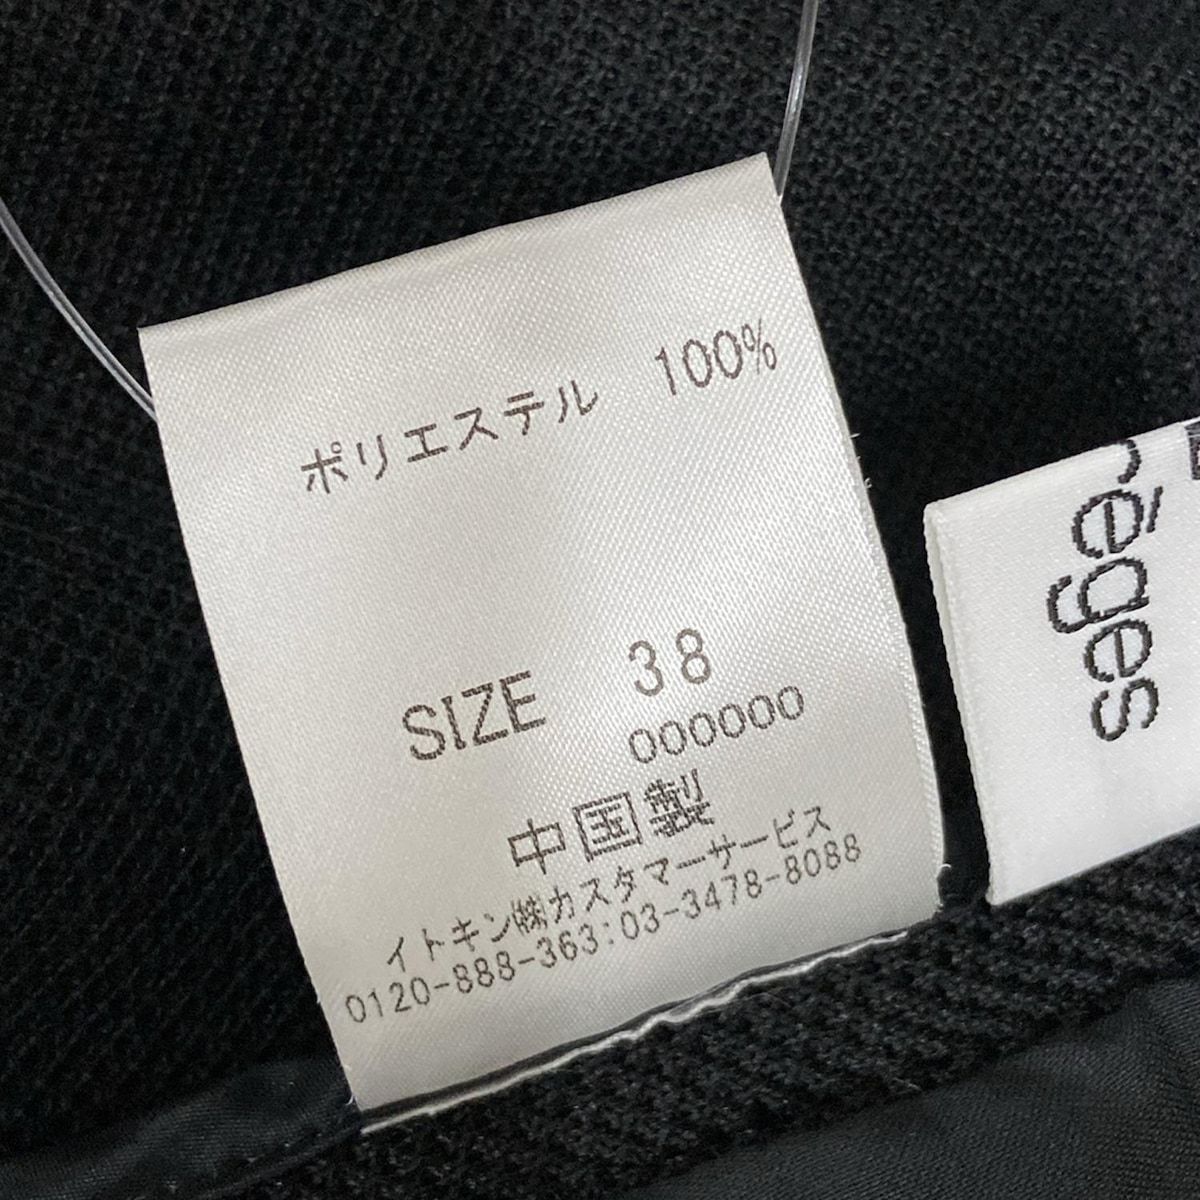 ポリエステル 100%
SIZE 38
000000
中国製
イトキン㈱カスタマーサービス
0120-888-363:03-3478-8088
rēges